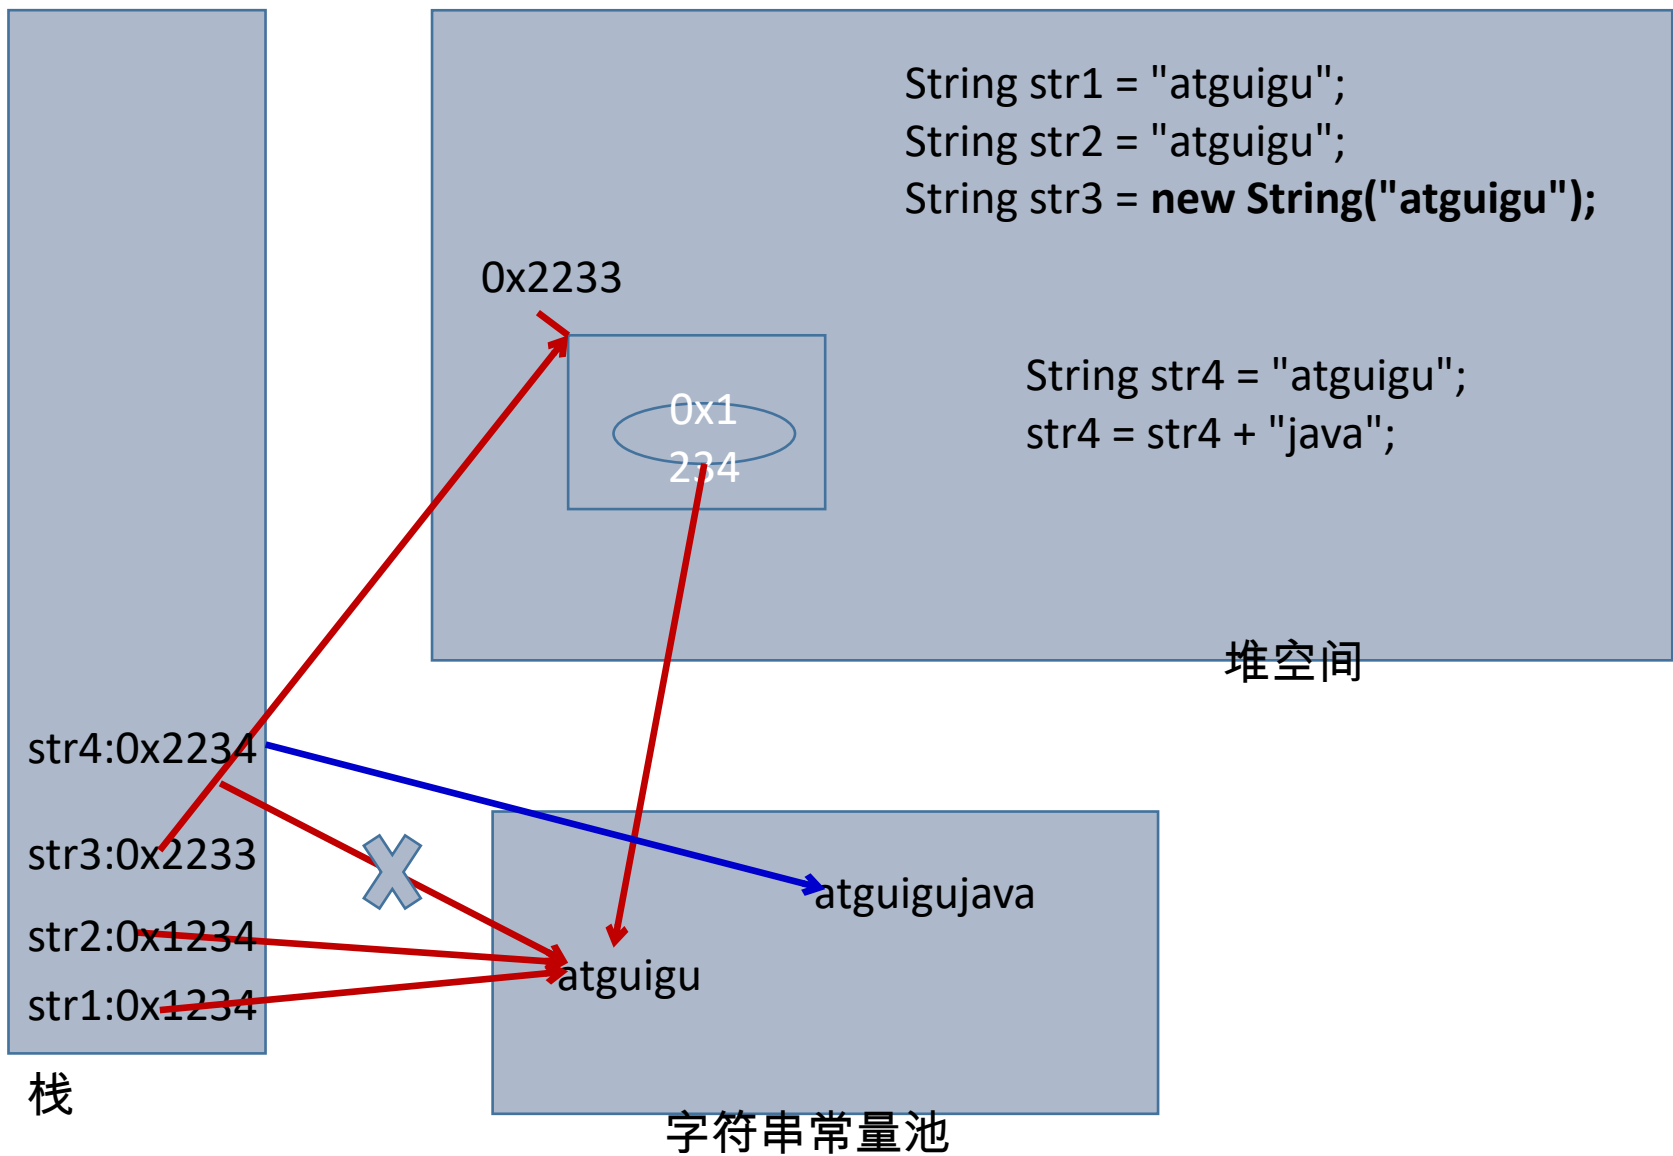 String str1 = "atguigu";
String str2 = "atguigu";
String str3 = new String("atguigu");
0x2233
0x1
234
String str4 = "atguigu";
str4 = str4 + "java";
堆空间
str4:0x2234
str3:0x2233
str2:0x1234
str1:0x1234
atguigujava
atguigu
栈
字符串常量池